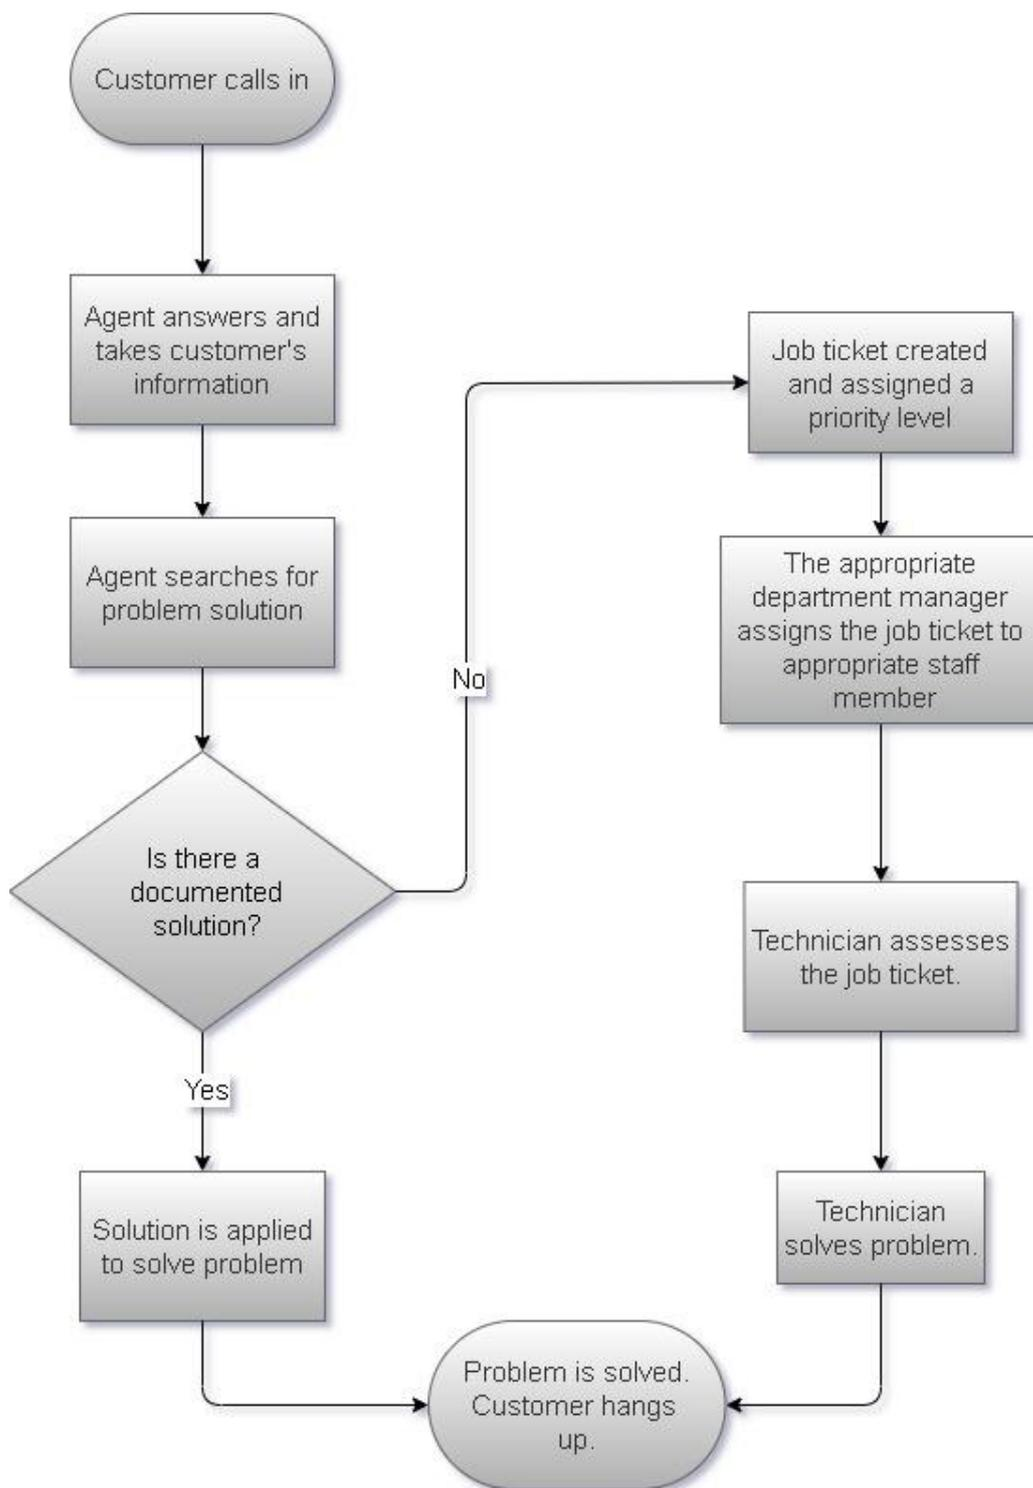 Customer calls in
Agent answers and
takes customer's
information
Agent searches for
problem solution
Is there a
documented
solution?
Yes
Solution is applied
to solve problem
No
Job ticket created
and assigned a
priority level
The appropriate
department manager
assigns the job ticket to
appropriate staff
member
Technician assesses
the job ticket.
Technician
solves problem.
Problem is solved.
Customer hangs
up.